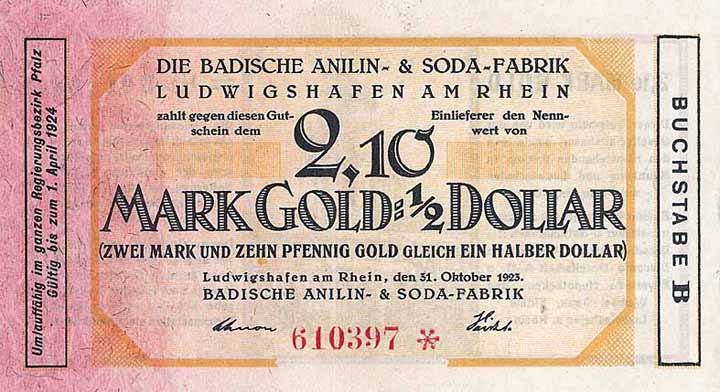 Umlauffähig im ganzen Regierungsbezirk Pfalz
Gültig bis zum 1. April 1924
DIE BADISCHE ANILIN- & SODA-FABRIK
LUDWIGSHAFEN AM RHEIN
zahlt gegen diesen Gut- Einlieferer den Nenn-
schein dem wert von
2,10
MARK GOLD = 1/2 DOLLAR
(ZWEI MARK UND ZEHN PFENNIG GOLD GLEICH EIN HALBER DOLLAR)
Ludwigshafen am Rhein, den 31. Oktober 1923.
BADISCHE ANILIN- & SODA-FABRIK
610397 *
BUCHSTABE B